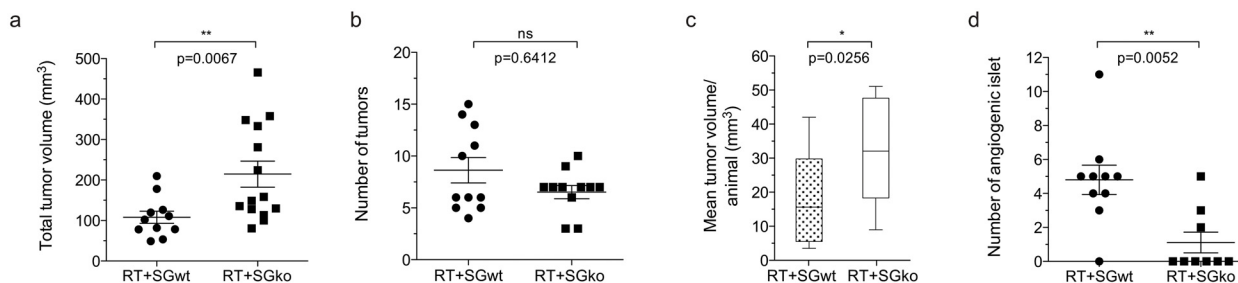 a
**
p=0.0067
Total tumor volume (mm³)
500
400
300
200
100
0
RT+SGwt RT+SGko
b
ns
p=0.6412
Number of tumors
20
15
10
5
0
RT+SGwt RT+SGko
c
*
p=0.0256
Mean tumor volume/
animal (mm³)
60
50
40
30
20
10
0
RT+SGwt RT+SGko
d
**
p=0.0052
Number of angiogenic islet
12
10
8
6
4
2
0
RT+SGwt RT+SGko